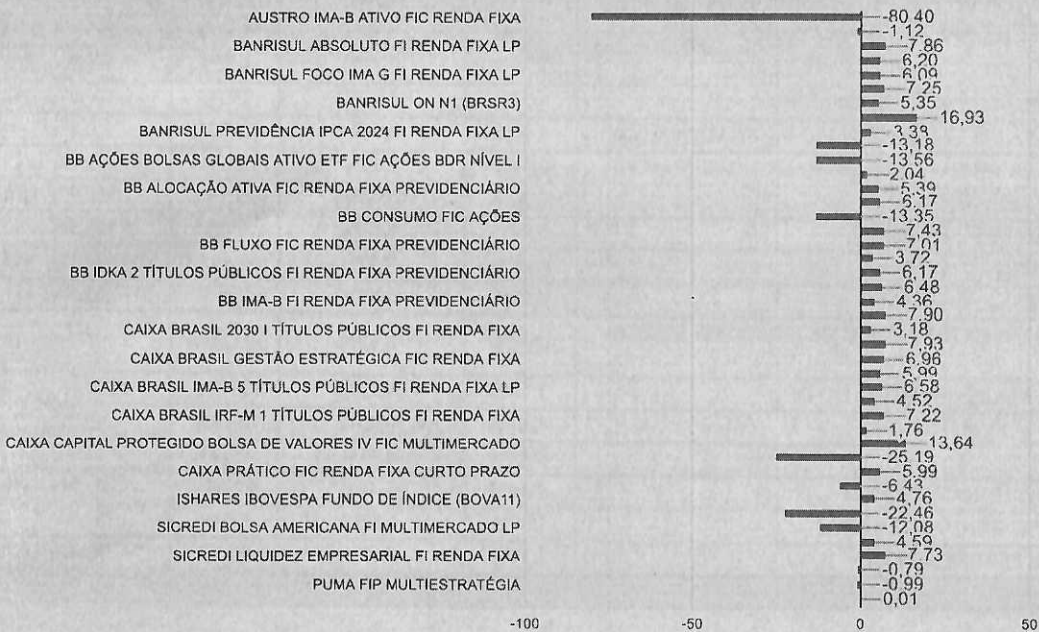 AUSTRO IMA-B ATIVO FIC RENDA FIXA -80,40
-1,12
BANRISUL ABSOLUTO FI RENDA FIXA LP 7,86
6,20
BANRISUL FOCO IMA G FI RENDA FIXA LP 6,09
7,25
BANRISUL ON N1 (BRSR3) 5,35
16,93
BANRISUL PREVIDÊNCIA IPCA 2024 FI RENDA FIXA LP 3,33
-13,18
BB AÇÕES BOLSAS GLOBAIS ATIVO ETF FIC AÇÕES BDR NÍVEL I -13,56
2,04
BB ALOCAÇÃO ATIVA FIC RENDA FIXA PREVIDENCIÁRIO 5,39
6,17
BB CONSUMO FIC AÇÕES -13,35
7,43
BB FLUXO FIC RENDA FIXA PREVIDENCIÁRIO 7,01
3,72
BB IDKA 2 TÍTULOS PÚBLICOS FI RENDA FIXA PREVIDENCIÁRIO 6,17
6,48
BB IMA-B FI RENDA FIXA PREVIDENCIÁRIO 4,36
7,90
CAIXA BRASIL 2030 I TÍTULOS PÚBLICOS FI RENDA FIXA 3,18
7,93
CAIXA BRASIL GESTÃO ESTRATÉGICA FIC RENDA FIXA 6,96
5,99
CAIXA BRASIL IMA-B 5 TÍTULOS PÚBLICOS FI RENDA FIXA LP 6,58
4,52
CAIXA BRASIL IRF-M 1 TÍTULOS PÚBLICOS FI RENDA FIXA 7,22
1,76
CAIXA CAPITAL PROTEGIDO BOLSA DE VALORES IV FIC MULTIMERCADO 13,64
-25,19
CAIXA PRÁTICO FIC RENDA FIXA CURTO PRAZO 5,99
-6,43
ISHARES IBOVESPA FUNDO DE ÍNDICE (BOVA11) 4,76
-22,46
SICREDI BOLSA AMERICANA FI MULTIMERCADO LP -12,08
4,59
SICREDI LIQUIDEZ EMPRESARIAL FI RENDA FIXA 7,73
-0,79
PUMA FIP MULTIESTRATÉGIA -0,99
0,01
-100 -50 0 50